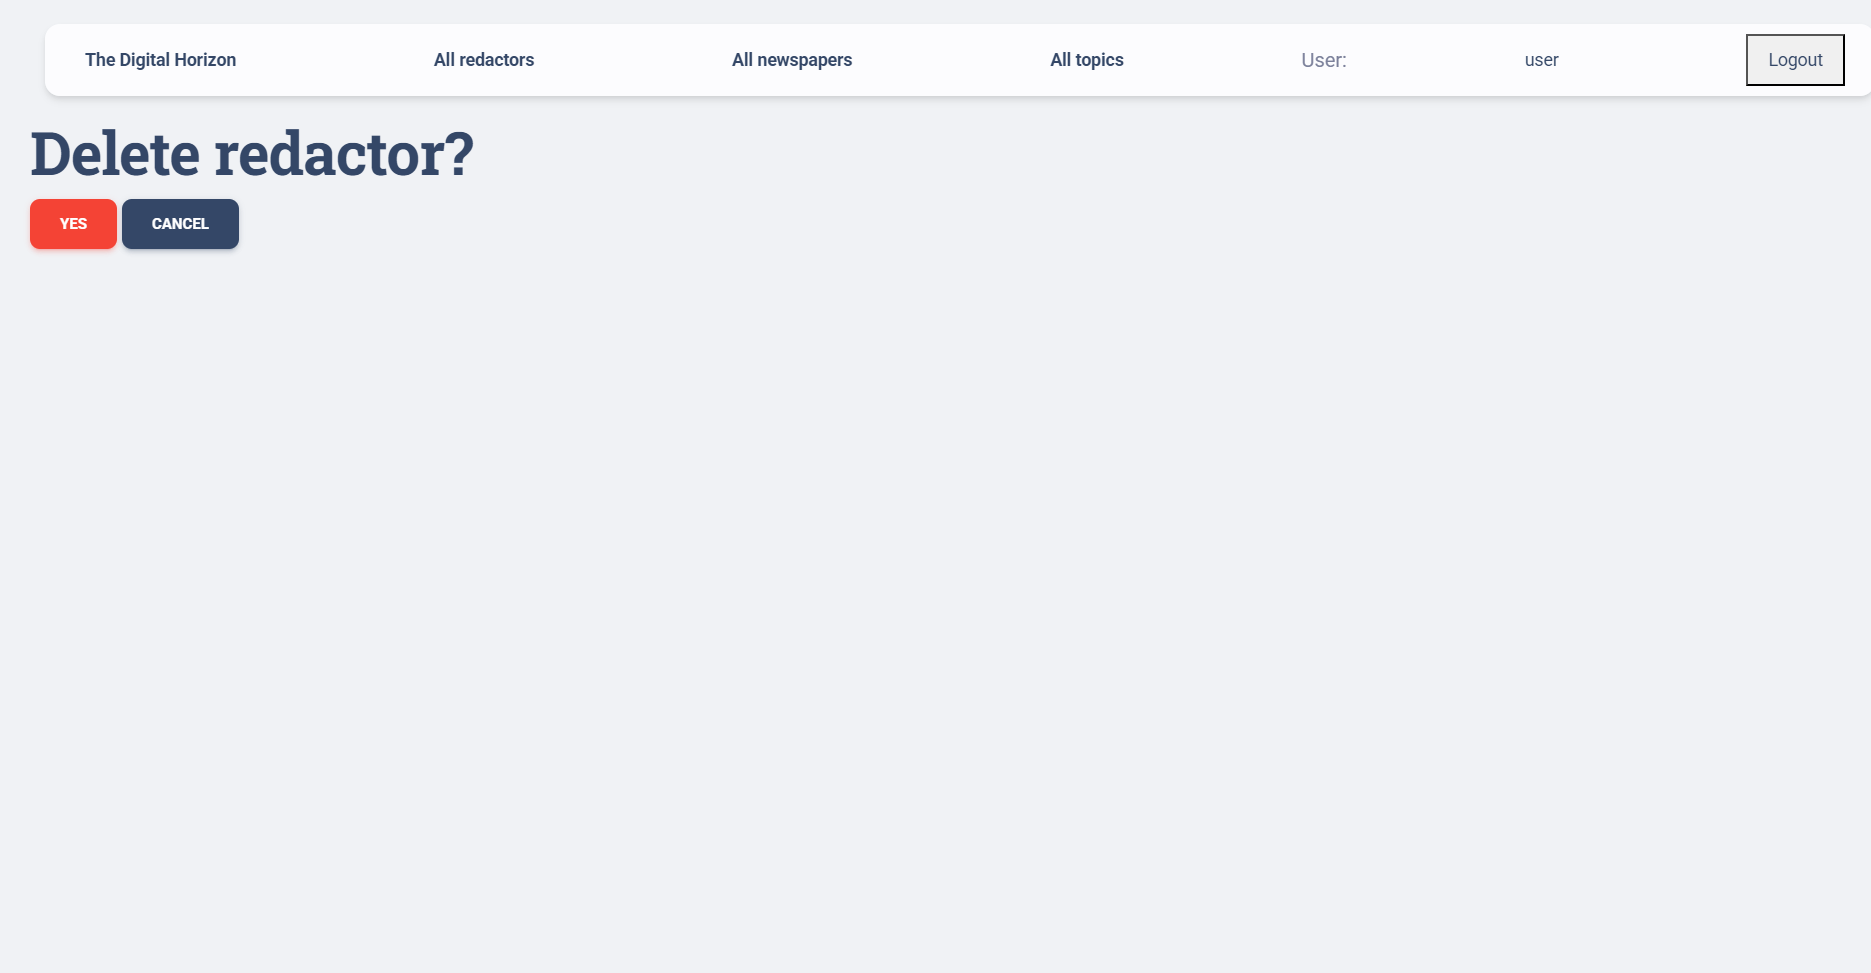 The Digital Horizon All redactors All newspapers All topics User: user Logout
Delete redactor?
YES CANCEL